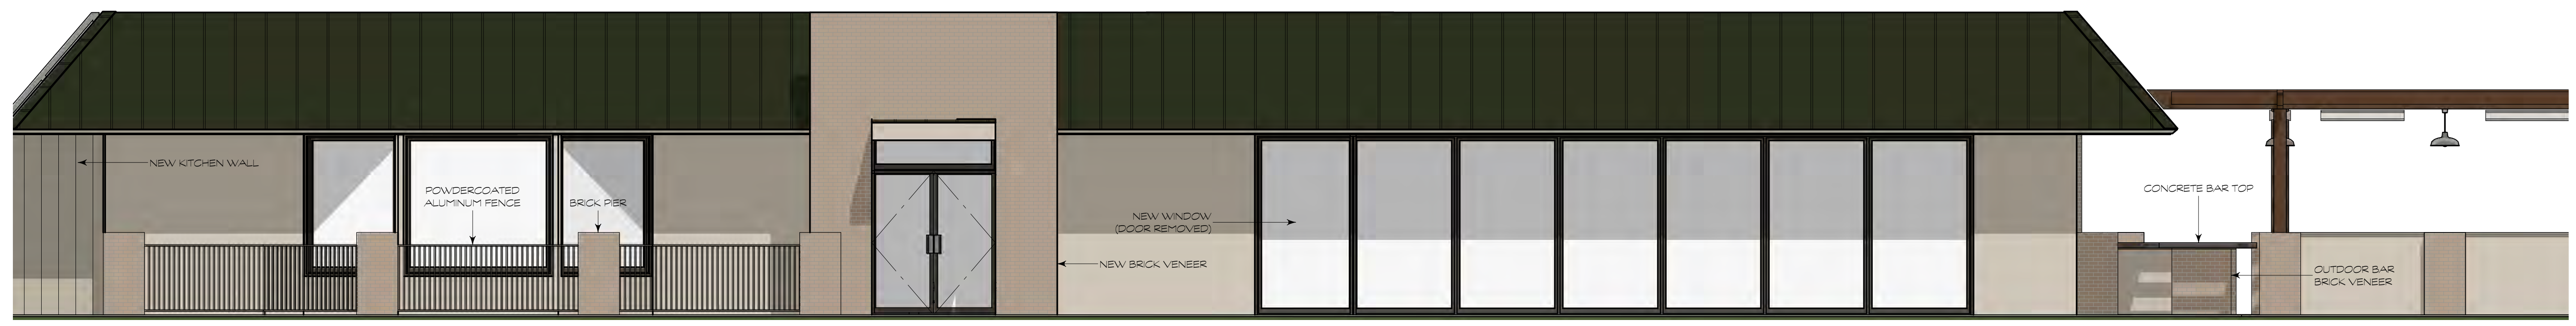 NEW KITCHEN WALL
POWDERCOATED
ALUMINUM FENCE
BRICK PIER
NEW WINDOW
(DOOR REMOVED)
NEW BRICK VENEER
CONCRETE BAR TOP
OUTDOOR BAR
BRICK VENEER